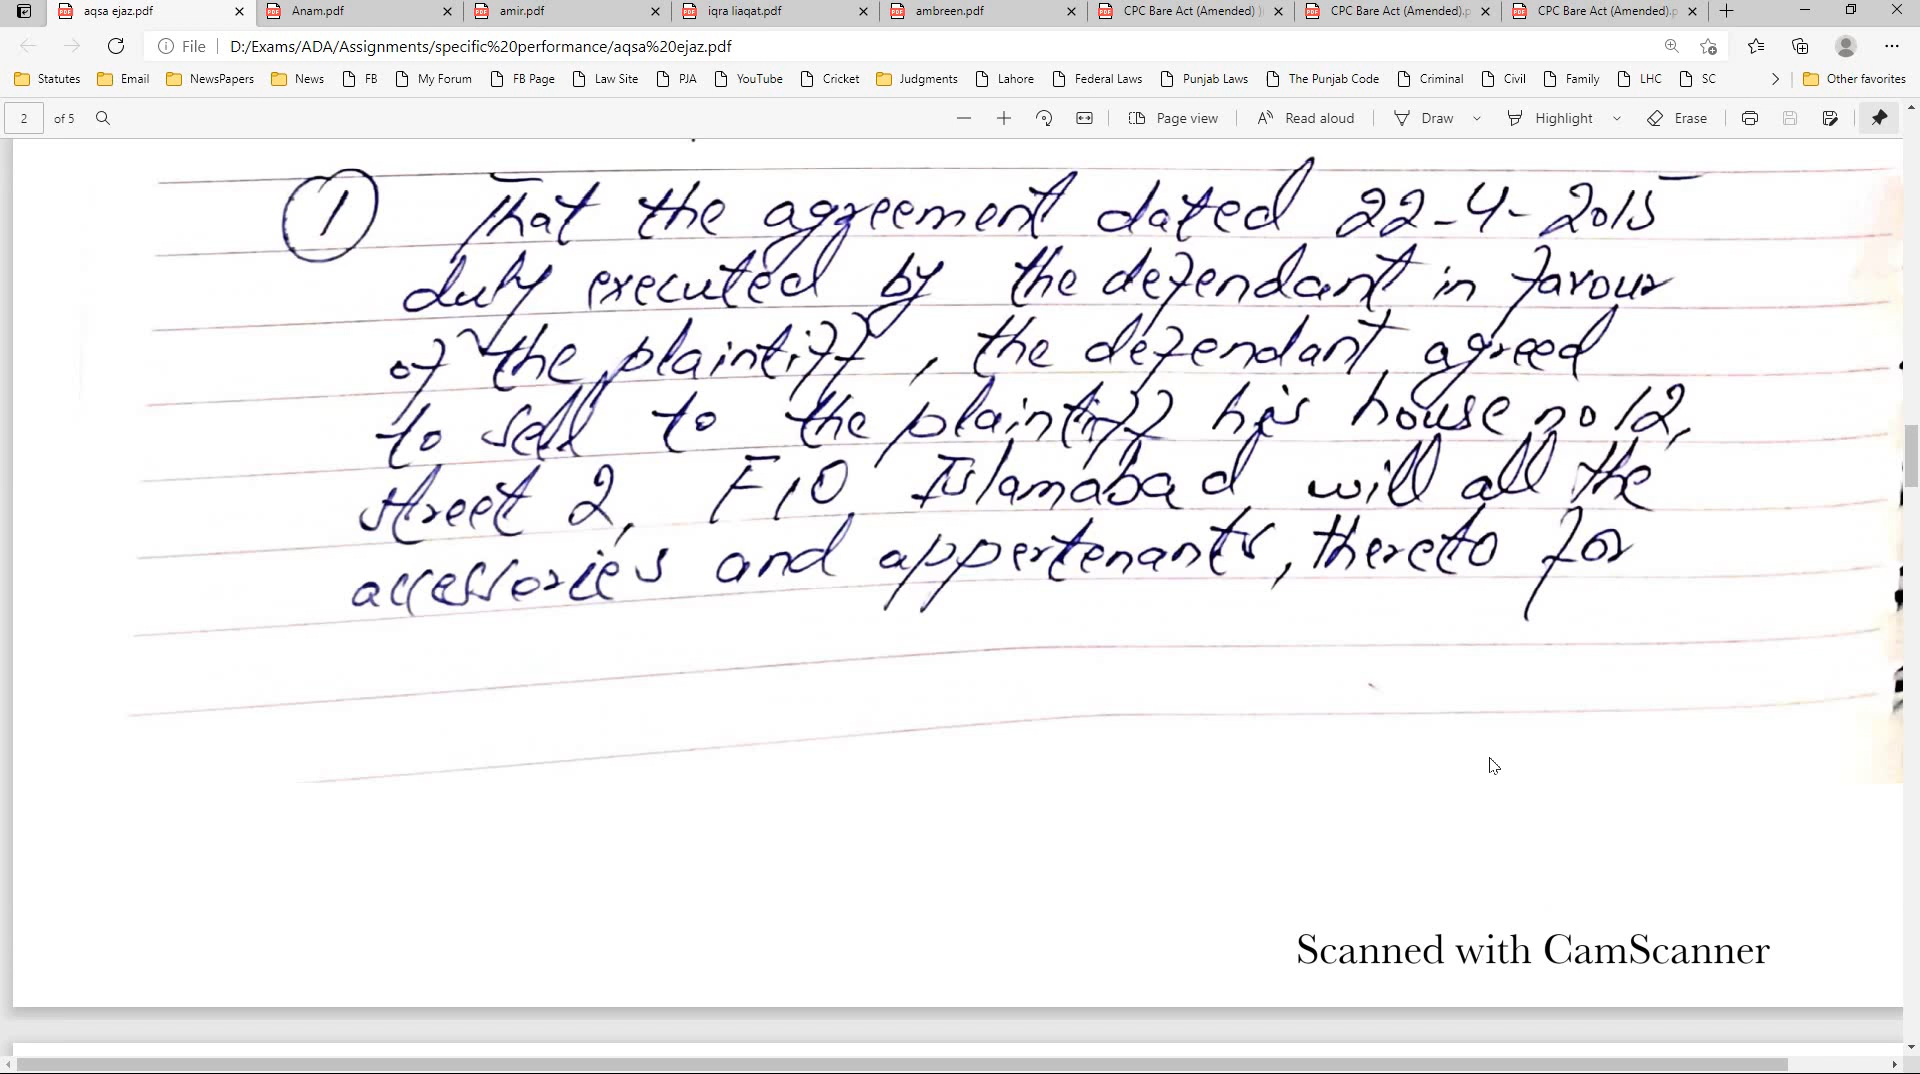 aqsa ejaz.pdf
Anam.pdf
amir.pdf
iqra liaqat.pdf
ambreen.pdf
CPC Bare Act (Amended) )
CPC Bare Act (Amended).p
CPC Bare Act (Amended).p
File
D:/Exams/ADA/Assignments/specific%20performance/aqsa%20ejaz.pdf
Statutes
Email
NewsPapers
News
FB
My Forum
FB Page
Law Site
PJA
YouTube
Cricket
Judgments
Lahore
Federal Laws
Punjab Laws
The Punjab Code
Criminal
Civil
Family
LHC
SC
Other favorites
2 of 5
Page view
Read aloud
Draw
Highlight
Erase
① That the agreement dated 22-4-2015
duly executed by the defendant in favour
of the plaintiff, the defendant agreed
to sell to the plaintiff his house no 12,
street 2, F10 Islamabad will all the
accessories and appertenants, thereto for
Scanned with CamScanner